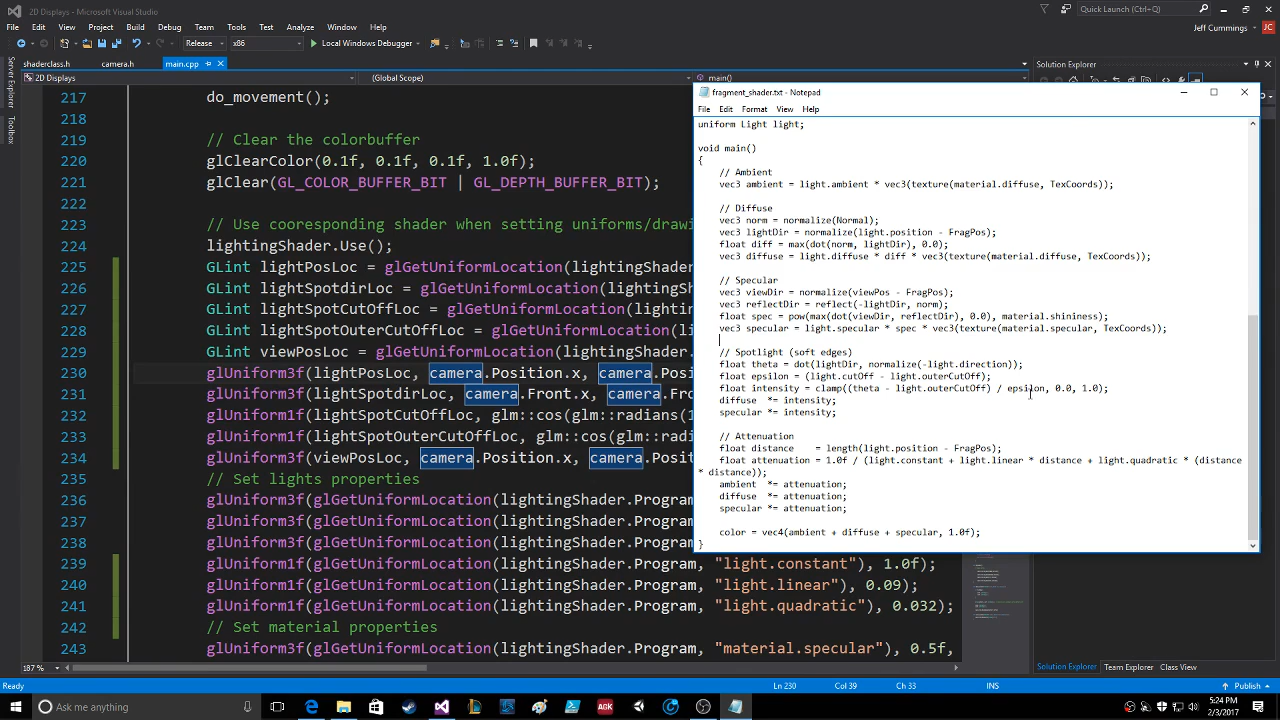 2D Displays - Microsoft Visual Studio
Quick Launch (Ctrl+Q)
File Edit View Project Build Debug Team Tools Test Analyze Window Help
Jeff Cummings JC
Release x86 Local Windows Debugger
shaderclass.h camera.h main.cpp
Solution Explorer
2D Displays (Global Scope) main()
Server Explorer
Toolbox
217 do_movement();
218
219 // Clear the colorbuffer
220 glClearColor(0.1f, 0.1f, 0.1f, 1.0f);
221 glClear(GL_COLOR_BUFFER_BIT | GL_DEPTH_BUFFER_BIT);
222
223 // Use cooresponding shader when setting uniforms/drawi
224 lightingShader.Use();
225 GLint lightPosLoc = glGetUniformLocation(lightingShader.
226 GLint lightSpotdirLoc = glGetUniformLocation(lightingSh
227 GLint lightSpotCutOffLoc = glGetUniformLocation(lighting
228 GLint lightSpotOuterCutOffLoc = glGetUniformLocation(li
229 GLint viewPosLoc = glGetUniformLocation(lightingShader.
230 glUniform3f(lightPosLoc, camera.Position.x, camera.Posi
231 glUniform3f(lightSpotdirLoc, camera.Front.x, camera.Fro
232 glUniform1f(lightSpotCutOffLoc, glm::cos(glm::radians(1
233 glUniform1f(lightSpotOuterCutOffLoc, glm::cos(glm::radi
234 glUniform3f(viewPosLoc, camera.Position.x, camera.Posit
235 // Set lights properties
236 glUniform3f(glGetUniformLocation(lightingShader.Program
237 glUniform3f(glGetUniformLocation(lightingShader.Program
238 glUniform3f(glGetUniformLocation(lightingShader.Program
239 glUniform1f(glGetUniformLocation(lightingShader.Program, "light.constant"), 1.0f);
240 glUniform1f(glGetUniformLocation(lightingShader.Program, "light.linear"), 0.09);
241 glUniform1f(glGetUniformLocation(lightingShader.Program, "light.quadratic"), 0.032);
242 // Set material properties
243 glUniform3f(glGetUniformLocation(lightingShader.Program, "material.specular"), 0.5f,
fragment_shader.txt - Notepad
File Edit Format View Help
uniform Light light;
void main()
{
// Ambient
vec3 ambient = light.ambient * vec3(texture(material.diffuse, TexCoords));
// Diffuse
vec3 norm = normalize(Normal);
vec3 lightDir = normalize(light.position - FragPos);
float diff = max(dot(norm, lightDir), 0.0);
vec3 diffuse = light.diffuse * diff * vec3(texture(material.diffuse, TexCoords));
// Specular
vec3 viewDir = normalize(viewPos - FragPos);
vec3 reflectDir = reflect(-lightDir, norm);
float spec = pow(max(dot(viewDir, reflectDir), 0.0), material.shininess);
vec3 specular = light.specular * spec * vec3(texture(material.specular, TexCoords));
// Spotlight (soft edges)
float theta = dot(lightDir, normalize(-light.direction));
float epsilon = (light.cutOff - light.outerCutOff);
float intensity = clamp((theta - light.outerCutOff) / epsilon, 0.0, 1.0);
diffuse *= intensity;
specular *= intensity;
// Attenuation
float distance = length(light.position - FragPos);
float attenuation = 1.0f / (light.constant + light.linear * distance + light.quadratic * (distance
* distance));
ambient *= attenuation;
diffuse *= attenuation;
specular *= attenuation;
color = vec4(ambient + diffuse + specular, 1.0f);
}
187 %
Solution Explorer Team Explorer Class View
Ready Ln 230 Col 39 Ch 33 INS Publish
Ask me anything AGK
5:24 PM
2/3/2017